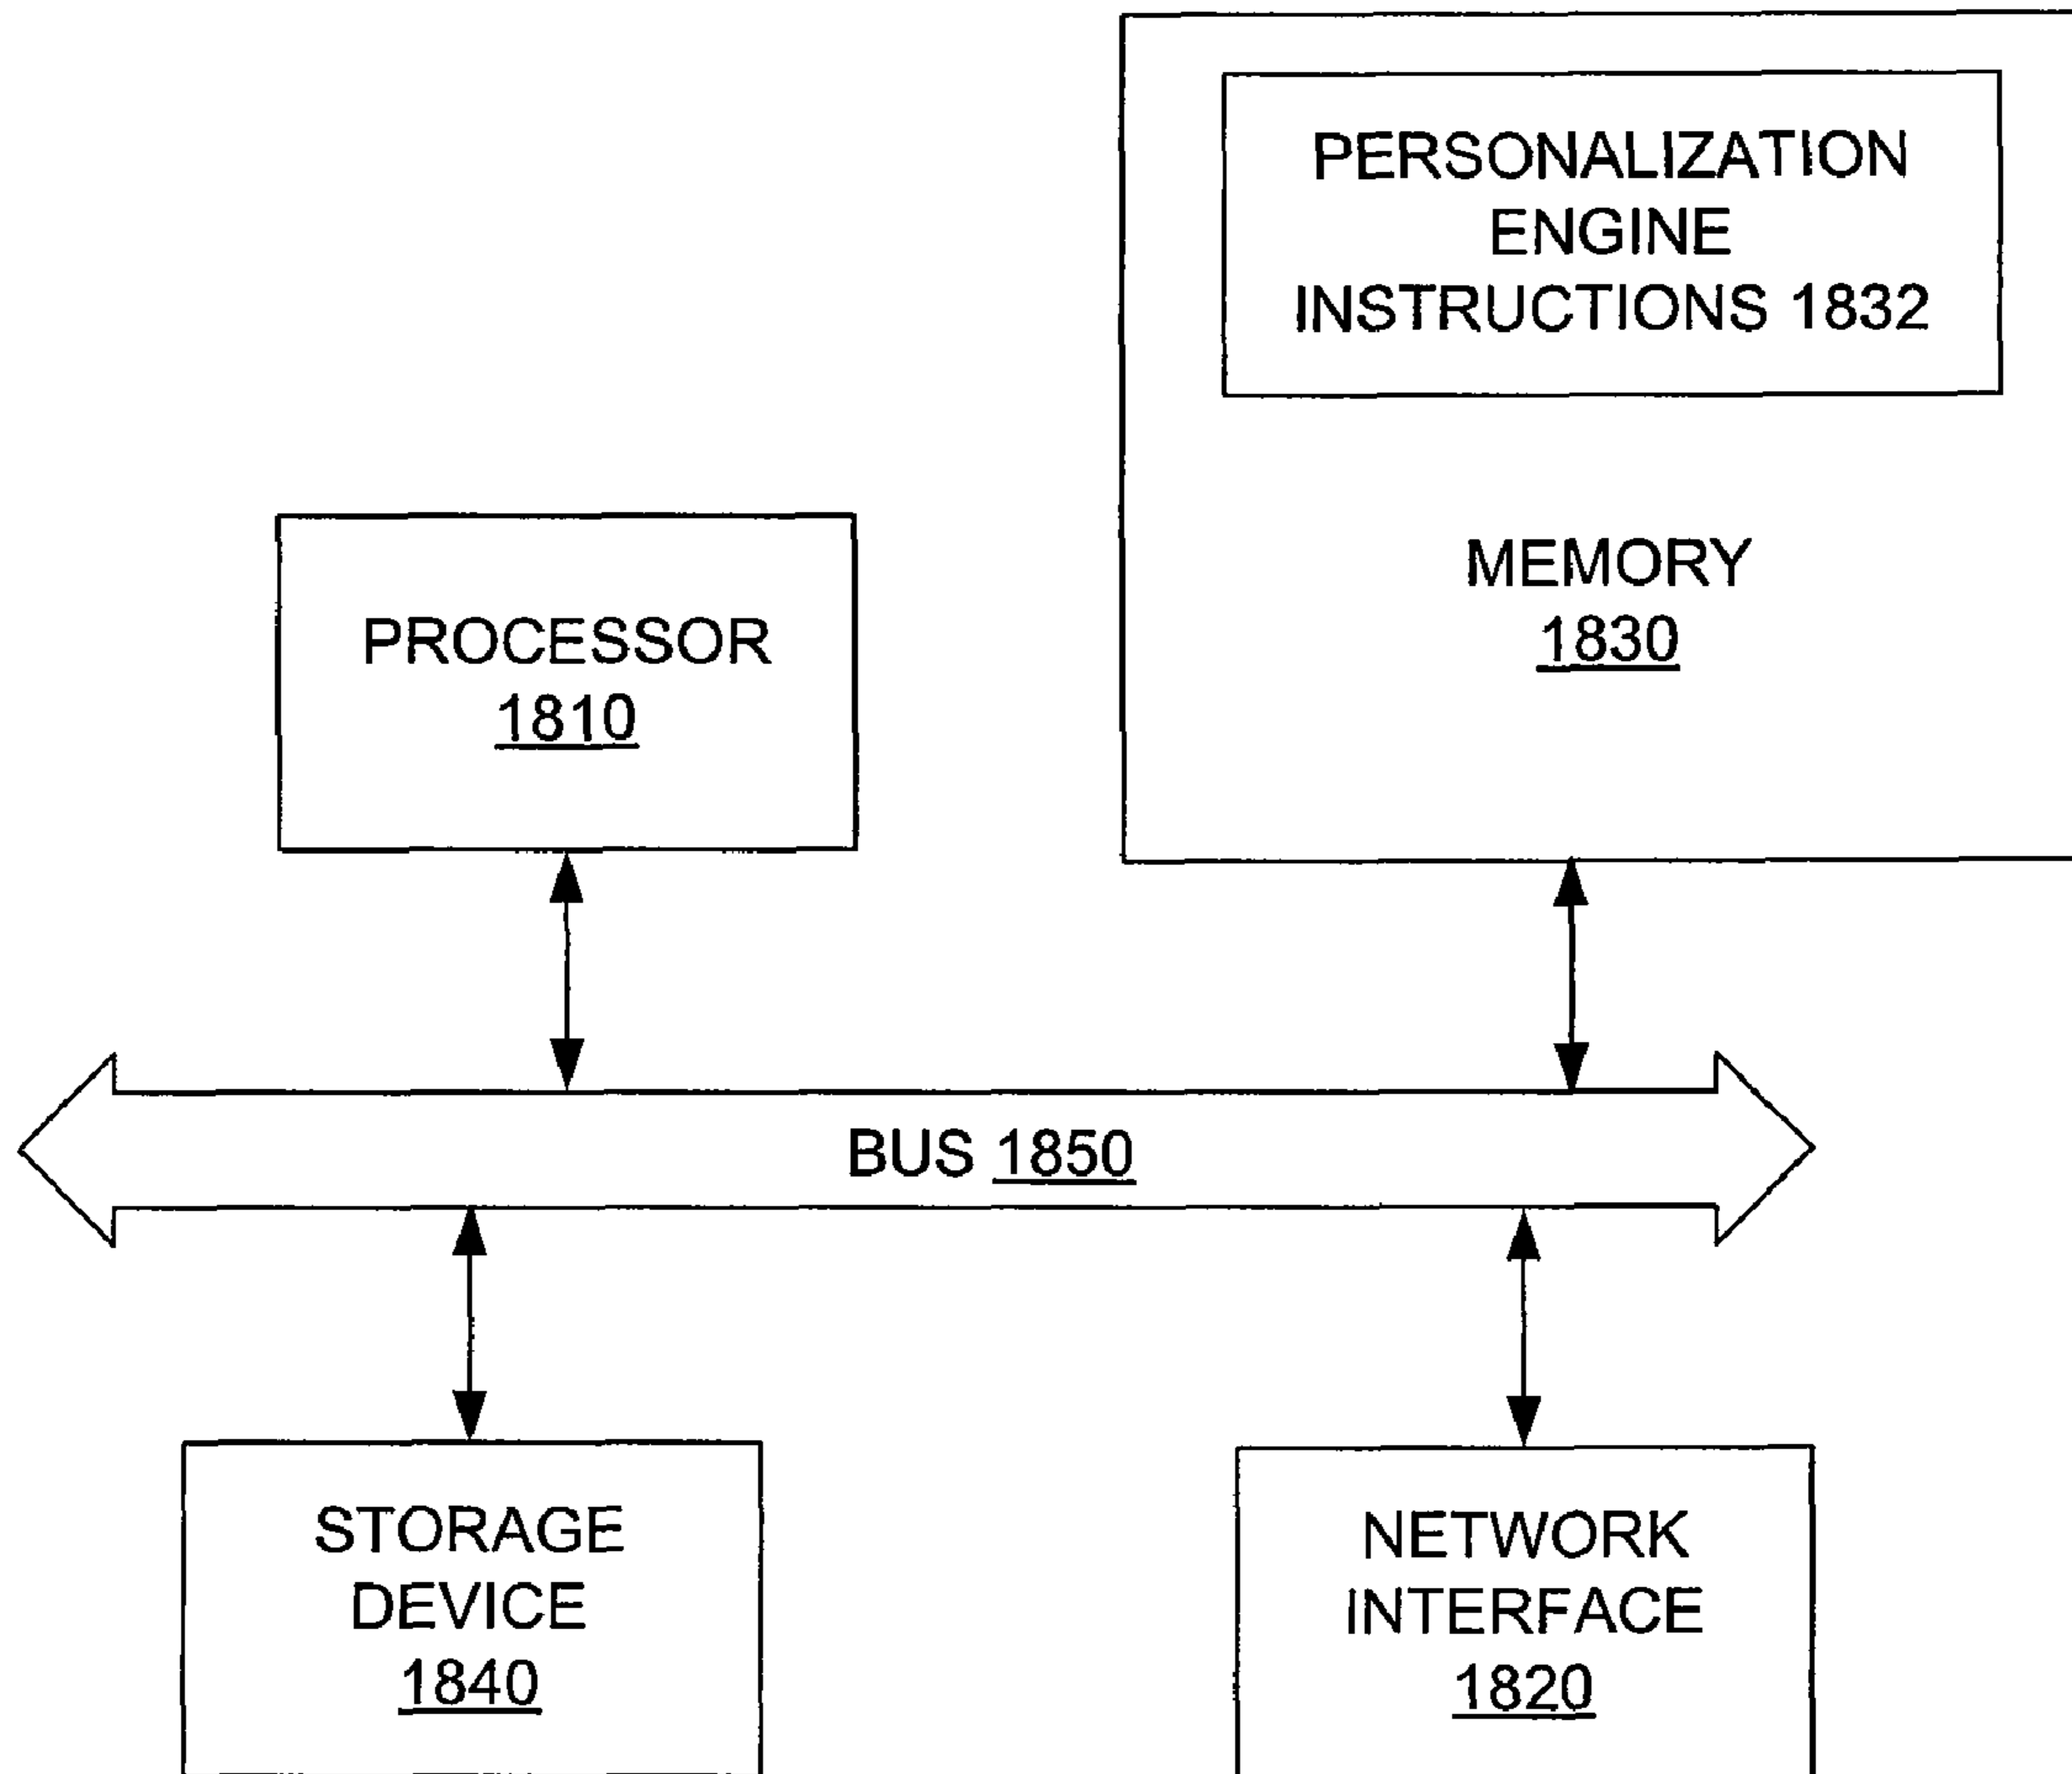 PERSONALIZATION
ENGINE
INSTRUCTIONS 1832
MEMORY
1830
PROCESSOR
1810
BUS 1850
STORAGE
DEVICE
1840
NETWORK
INTERFACE
1820